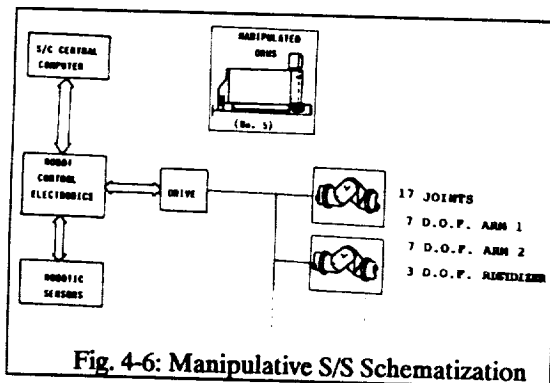 S/C CENTRAL
COMPUTER
MANIPULATED
ORUS
(No. 5)
ROBOT
CONTROL
ELECTRONICS
DRIVE
17 JOINTS
7 D.O.F. ARM 1
7 D.O.F. ARM 2
3 D.O.F. RIGIDIZER
ROBOTIC
SENSORS
Fig. 4-6: Manipulative S/S Schematization